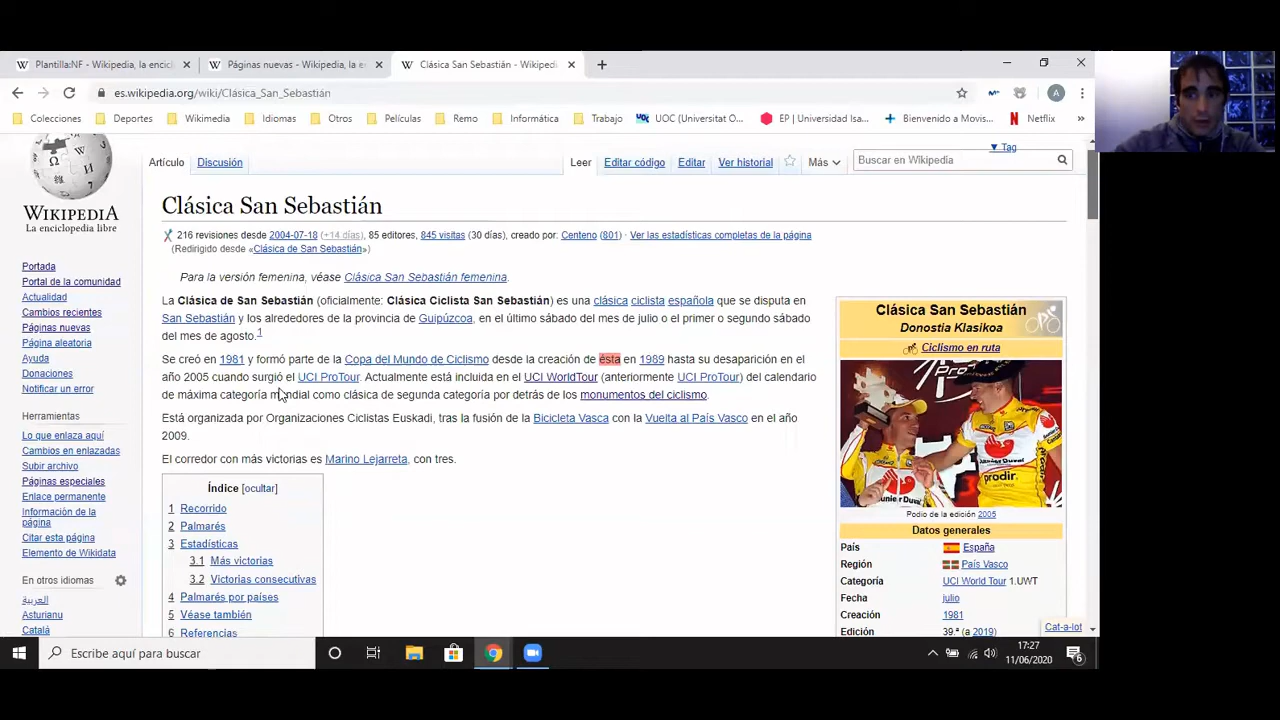 Plantilla:NF - Wikipedia, la encicl
Páginas nuevas - Wikipedia, la en
Clásica San Sebastián - Wikipedi
es.wikipedia.org/wiki/Clásica_San_Sebastián
Colecciones Deportes Wikimedia Idiomas Otros Películas Remo Informática Trabajo UOC (Universitat O... EP | Universidad Isa... Bienvenido a Movis... Netflix »
WIKIPEDIA
La enciclopedia libre
Portada
Portal de la comunidad
Actualidad
Cambios recientes
Páginas nuevas
Página aleatoria
Ayuda
Donaciones
Notificar un error
Herramientas
Lo que enlaza aquí
Cambios en enlazadas
Subir archivo
Páginas especiales
Enlace permanente
Información de la
página
Citar esta página
Elemento de Wikidata
En otros idiomas
العربية
Asturianu
Català
Artículo Discusión Leer Editar código Editar Ver historial Más Buscar en Wikipedia
▼ Tag
Clásica San Sebastián
216 revisiones desde 2004-07-18 (+14 días), 85 editores, 845 visitas (30 días), creado por: Centeno (801) · Ver las estadísticas completas de la página
(Redirigido desde «Clásica de San Sebastián»)
Para la versión femenina, véase Clásica San Sebastián femenina.
La Clásica de San Sebastián (oficialmente: Clásica Ciclista San Sebastián) es una clásica ciclista española que se disputa en
San Sebastián y los alrededores de la provincia de Guipúzcoa, en el último sábado del mes de julio o el primer o segundo sábado
del mes de agosto.1
Se creó en 1981 y formó parte de la Copa del Mundo de Ciclismo desde la creación de ésta en 1989 hasta su desaparición en el
año 2005 cuando surgió el UCI ProTour. Actualmente está incluida en el UCI WorldTour (anteriormente UCI ProTour) del calendario
de máxima categoría mundial como clásica de segunda categoría por detrás de los monumentos del ciclismo.
Está organizada por Organizaciones Ciclistas Euskadi, tras la fusión de la Bicicleta Vasca con la Vuelta al País Vasco en el año
2009.
El corredor con más victorias es Marino Lejarreta, con tres.
Índice [ocultar]
1 Recorrido
2 Palmarés
3 Estadísticas
3.1 Más victorias
3.2 Victorias consecutivas
4 Palmarés por países
5 Véase también
6 Referencias
Clásica San Sebastián
Donostia Klasikoa
Ciclismo en ruta
prodir
Podio de la edición 2005
Datos generales
País España
Región País Vasco
Categoría UCI World Tour 1.UWT
Fecha julio
Creación 1981
Edición 39.ª (a 2019)
Cat-a-lot
Escribe aquí para buscar
17:27
11/06/2020
6